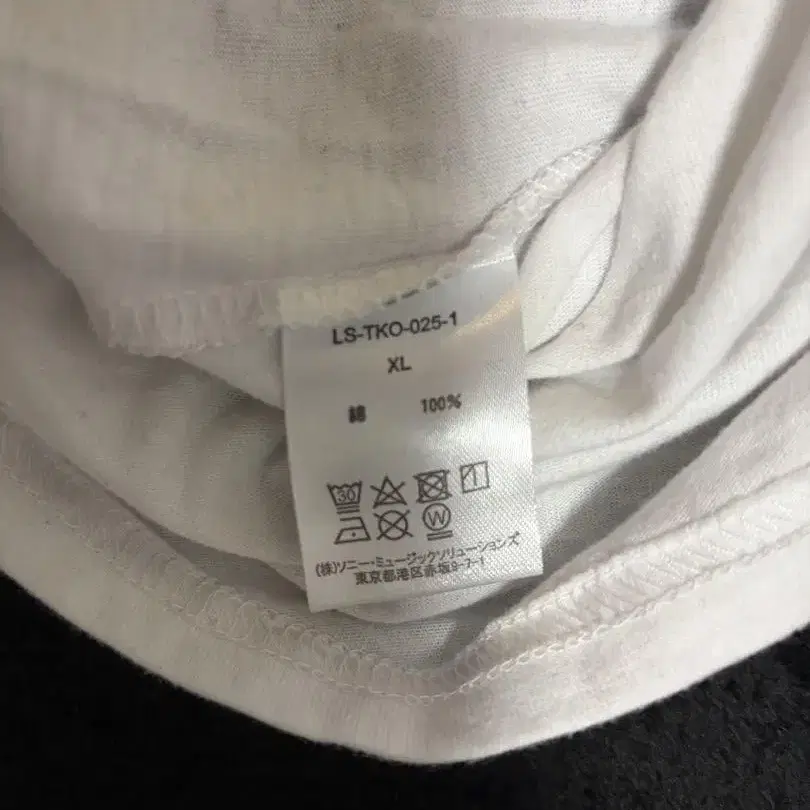 LS-TKO-025-1
XL
綿 100%
30
W
(株)ソニー・ミュージックソリューションズ
東京都港区赤坂9-7-1